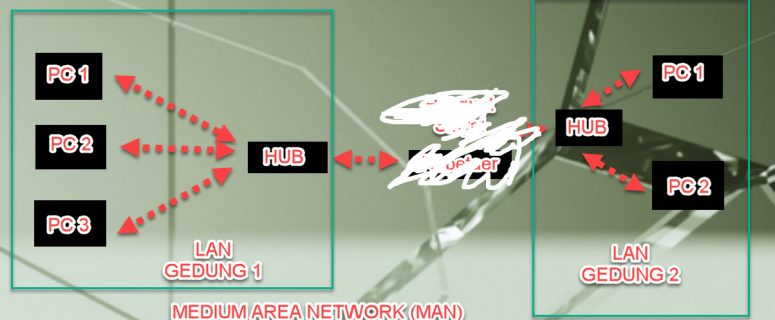 PC 1
PC 2
PC 3
HUB
LAN
GEDUNG 1
HUB
PC 1
PC 2
LAN
GEDUNG 2
MEDIUM AREA NETWORK (MAN)